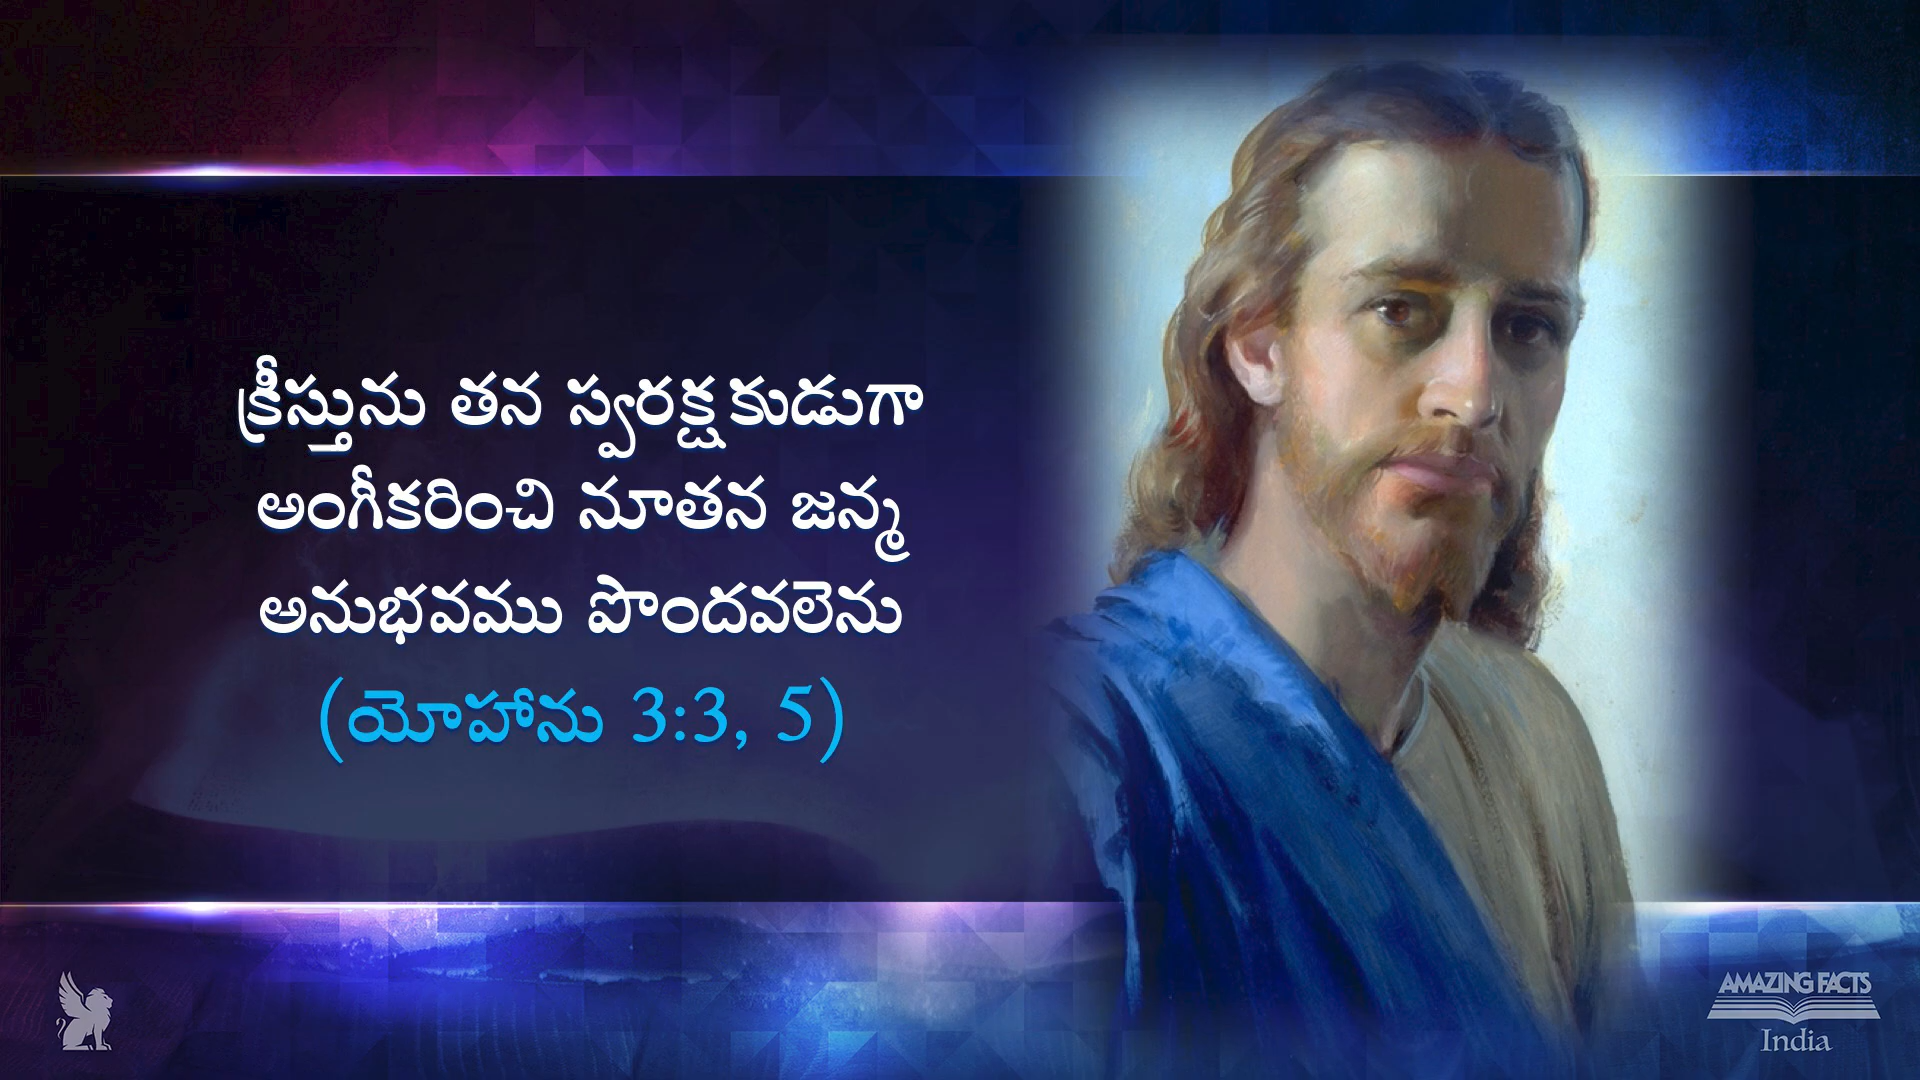 క్రీస్తును తన స్వరక్షకుడుగా
అంగీకరించి నూతన జన్మ
అనుభవము పొందవలెను
(యోహాను 3:3, 5)
AMAZING FACTS
India